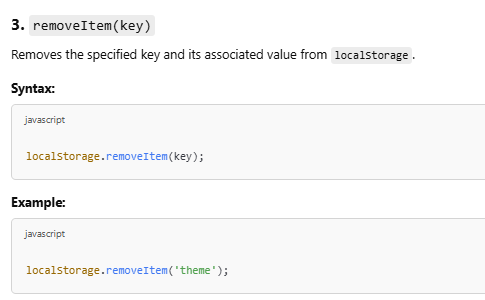 3. removeItem(key)
Removes the specified key and its associated value from localStorage.
Syntax:
javascript
localStorage.removeItem(key);
Example:
javascript
localStorage.removeItem('theme');